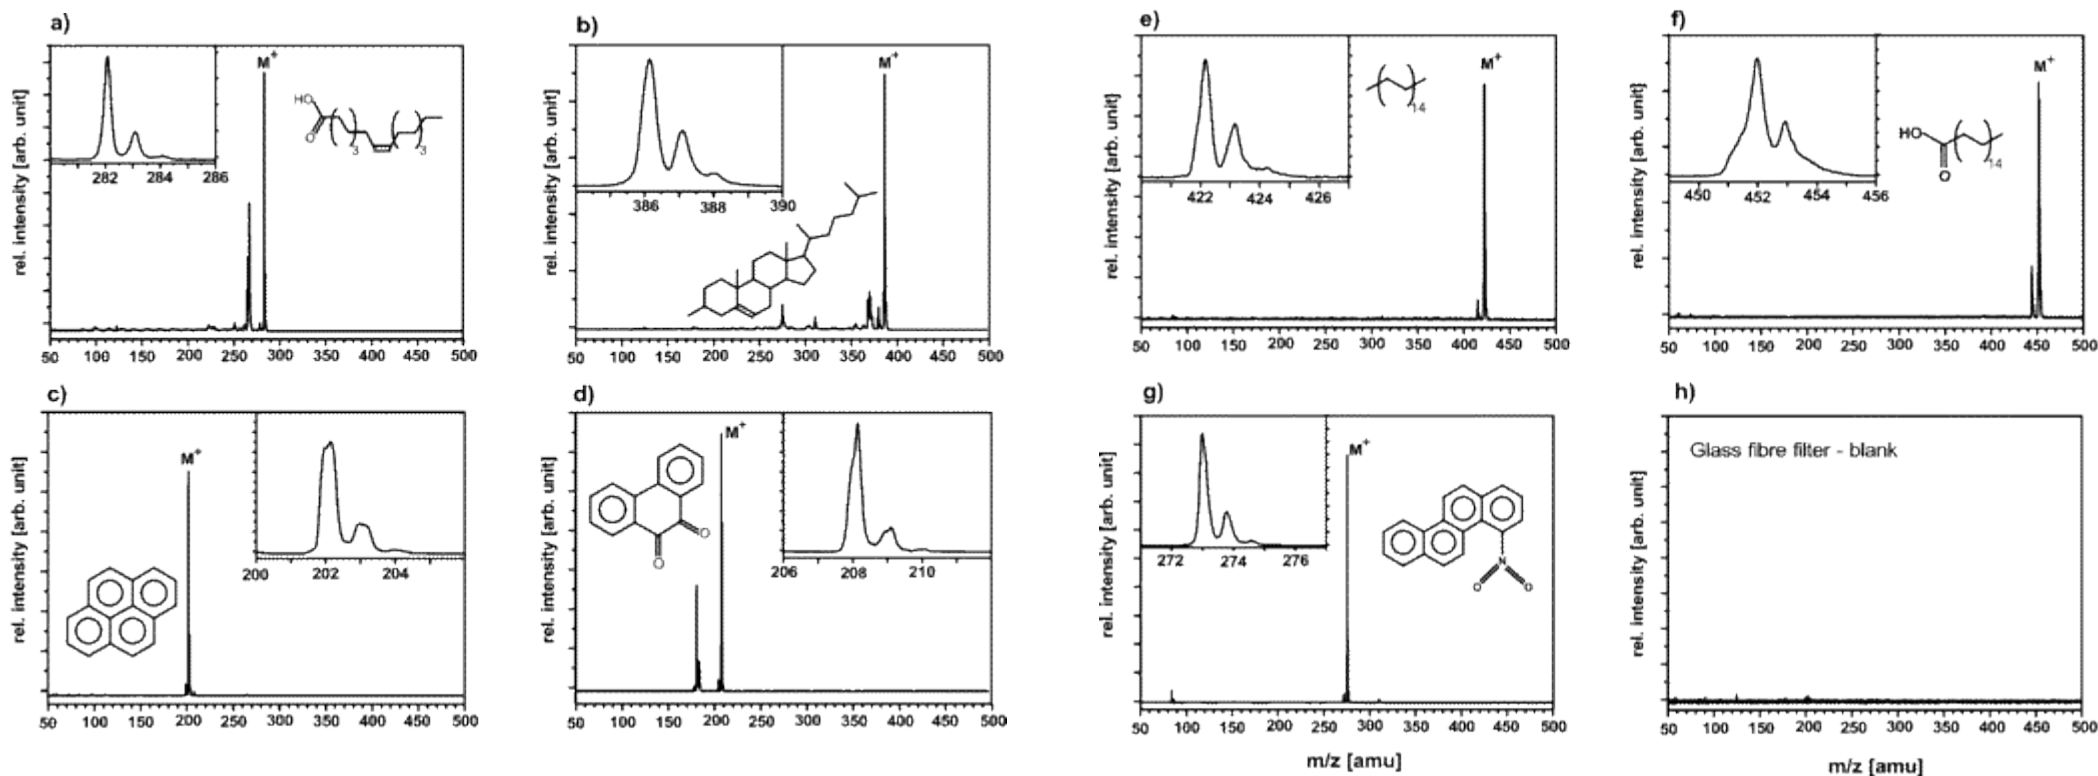 a)
M+
HO
O
3
3
282 284 286
rel. intensity [arb. unit]
50 100 150 200 250 300 350 400 450 500
b)
M+
386 388 390
rel. intensity [arb. unit]
50 100 150 200 250 300 350 400 450 500
e)
M+
14
422 424 426
rel. intensity [arb. unit]
50 100 150 200 250 300 350 400 450 500
f)
M+
HO
O
14
450 452 454 456
rel. intensity [arb. unit]
50 100 150 200 250 300 350 400 450 500
c)
M+
200 202 204
rel. intensity [arb. unit]
50 100 150 200 250 300 350 400 450 500
d)
M+
O
O
206 208 210
rel. intensity [arb. unit]
50 100 150 200 250 300 350 400 450 500
g)
M+
N
O O
272 274 276
rel. intensity [arb. unit]
50 100 150 200 250 300 350 400 450 500
m/z [amu]
h)
Glass fibre filter - blank
rel. intensity [arb. unit]
50 100 150 200 250 300 350 400 450 500
m/z [amu]